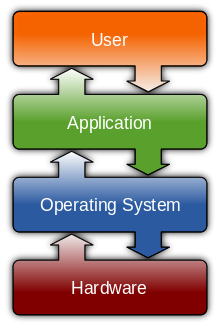 User
Application
Operating System
Hardware